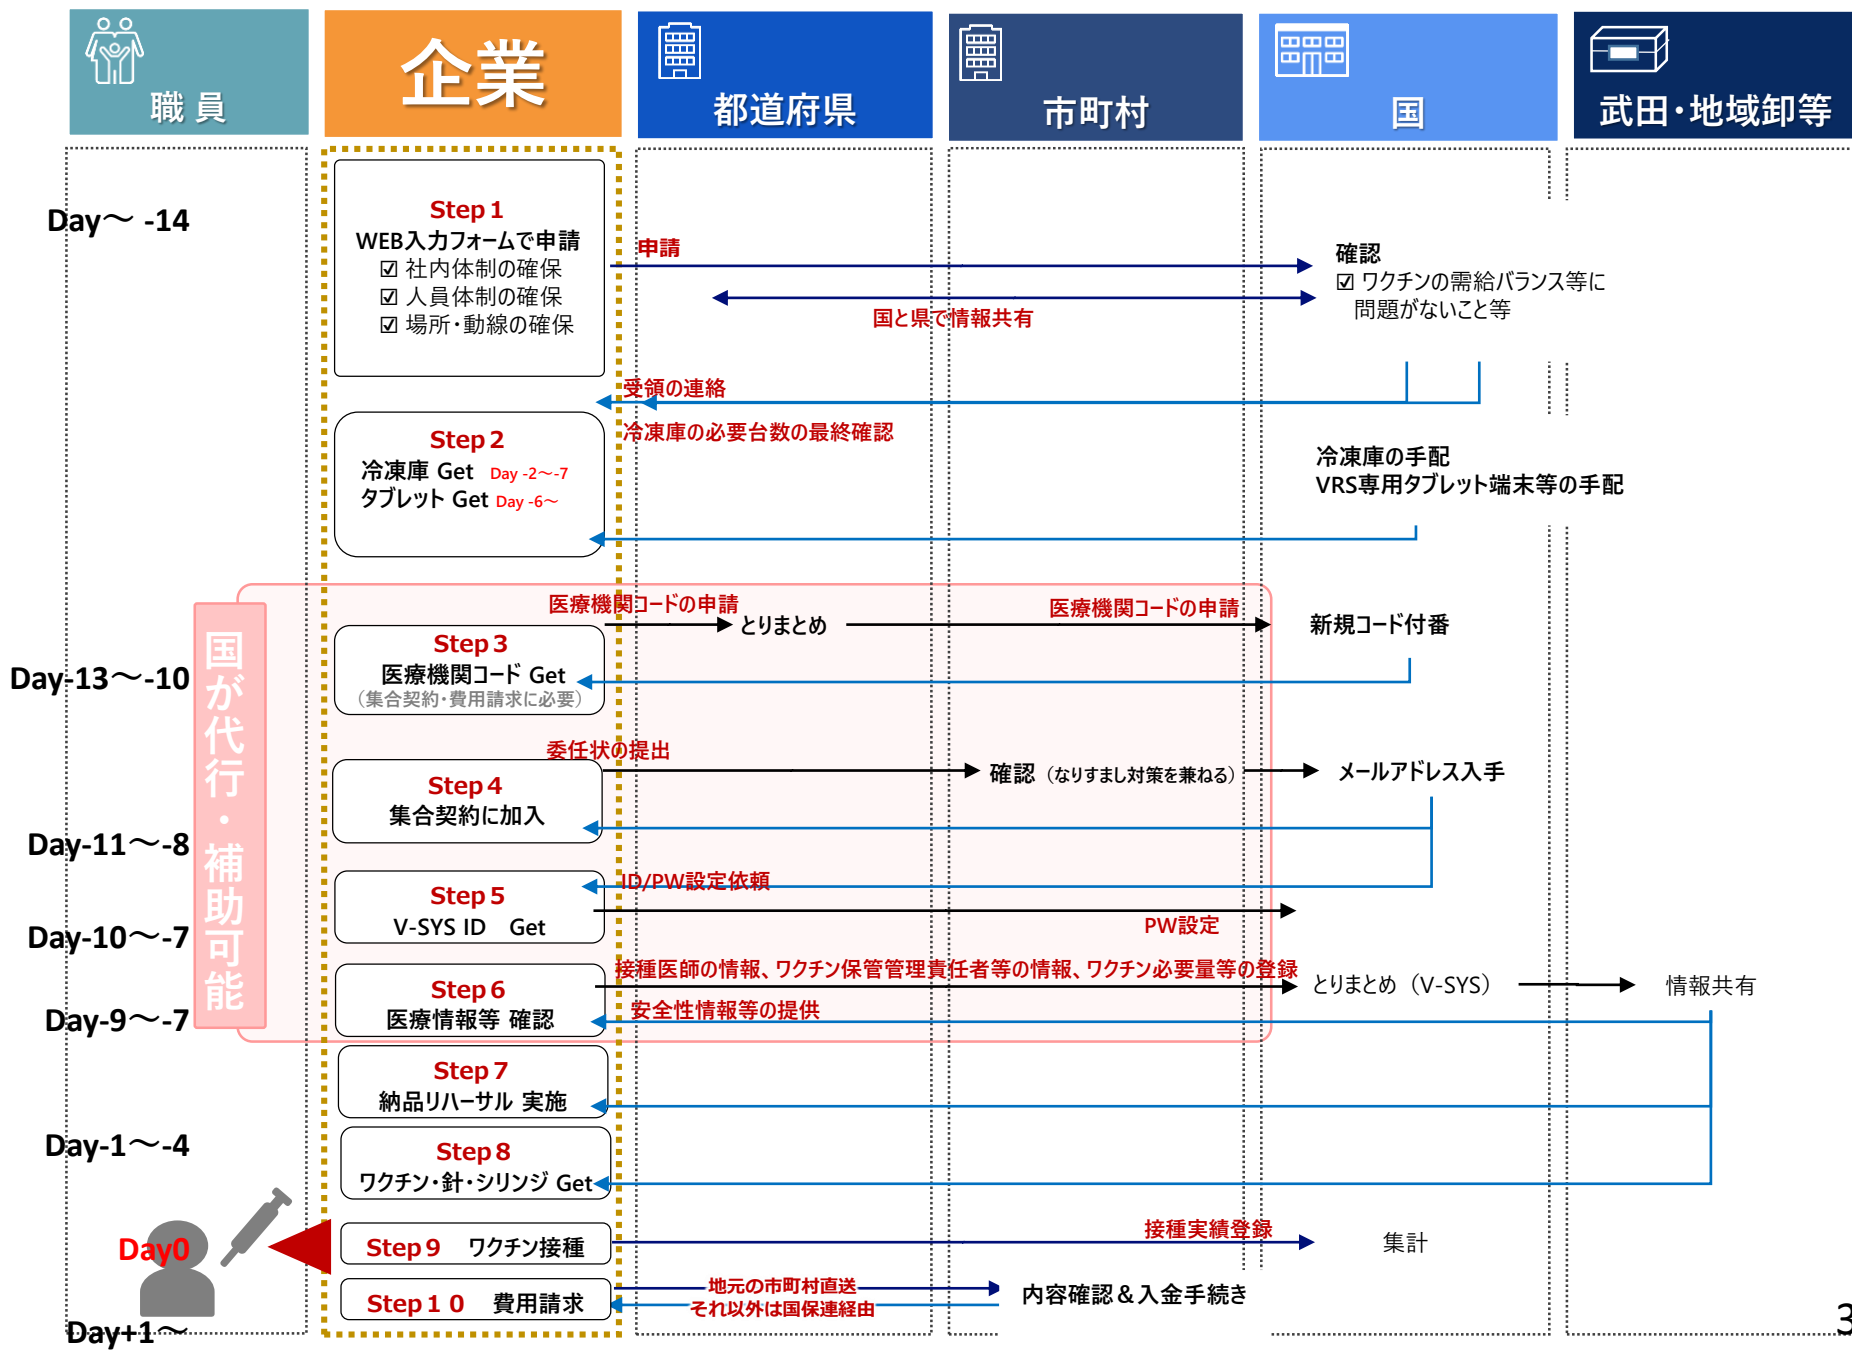 職 員
企業
都道府県
市町村
国
武田・地域卸等
Day～ -14
Step１
WEB入力フォームで申請
☑ 社内体制の確保
☑ 人員体制の確保
☑ 場所・動線の確保
申請
国と県で情報共有
確認
☑ ワクチンの需給バランス等に
問題がないこと等
受領の連絡
冷凍庫の必要台数の最終確認
Step２
冷凍庫 Get Day -2～-7
タブレット Get Day -6～
冷凍庫の手配
VRS専用タブレット端末等の手配
国が代行・補助可能
Day-13～-10
医療機関コードの申請
とりまとめ
医療機関コードの申請
新規コード付番
Step３
医療機関コード Get
（集合契約・費用請求に必要）
委任状の提出
確認（なりすまし対策を兼ねる）
メールアドレス入手
Step４
集合契約に加入
Day-11～-8
ID/PW設定依頼
Step５
V-SYS ID Get
PW設定
Day-10～-7
接種医師の情報、ワクチン保管管理責任者等の情報、ワクチン必要量等の登録
とりまとめ（V-SYS）
情報共有
Step６
医療情報等 確認
安全性情報等の提供
Day-9～-7
Step７
納品リハーサル 実施
Day-1～-4
Step８
ワクチン・針・シリンジ Get
Day0
Step９ ワクチン接種
接種実績登録
集計
Step１０ 費用請求
地元の市町村直送
それ以外は国保連経由
内容確認＆入金手続き
Day+1～
3